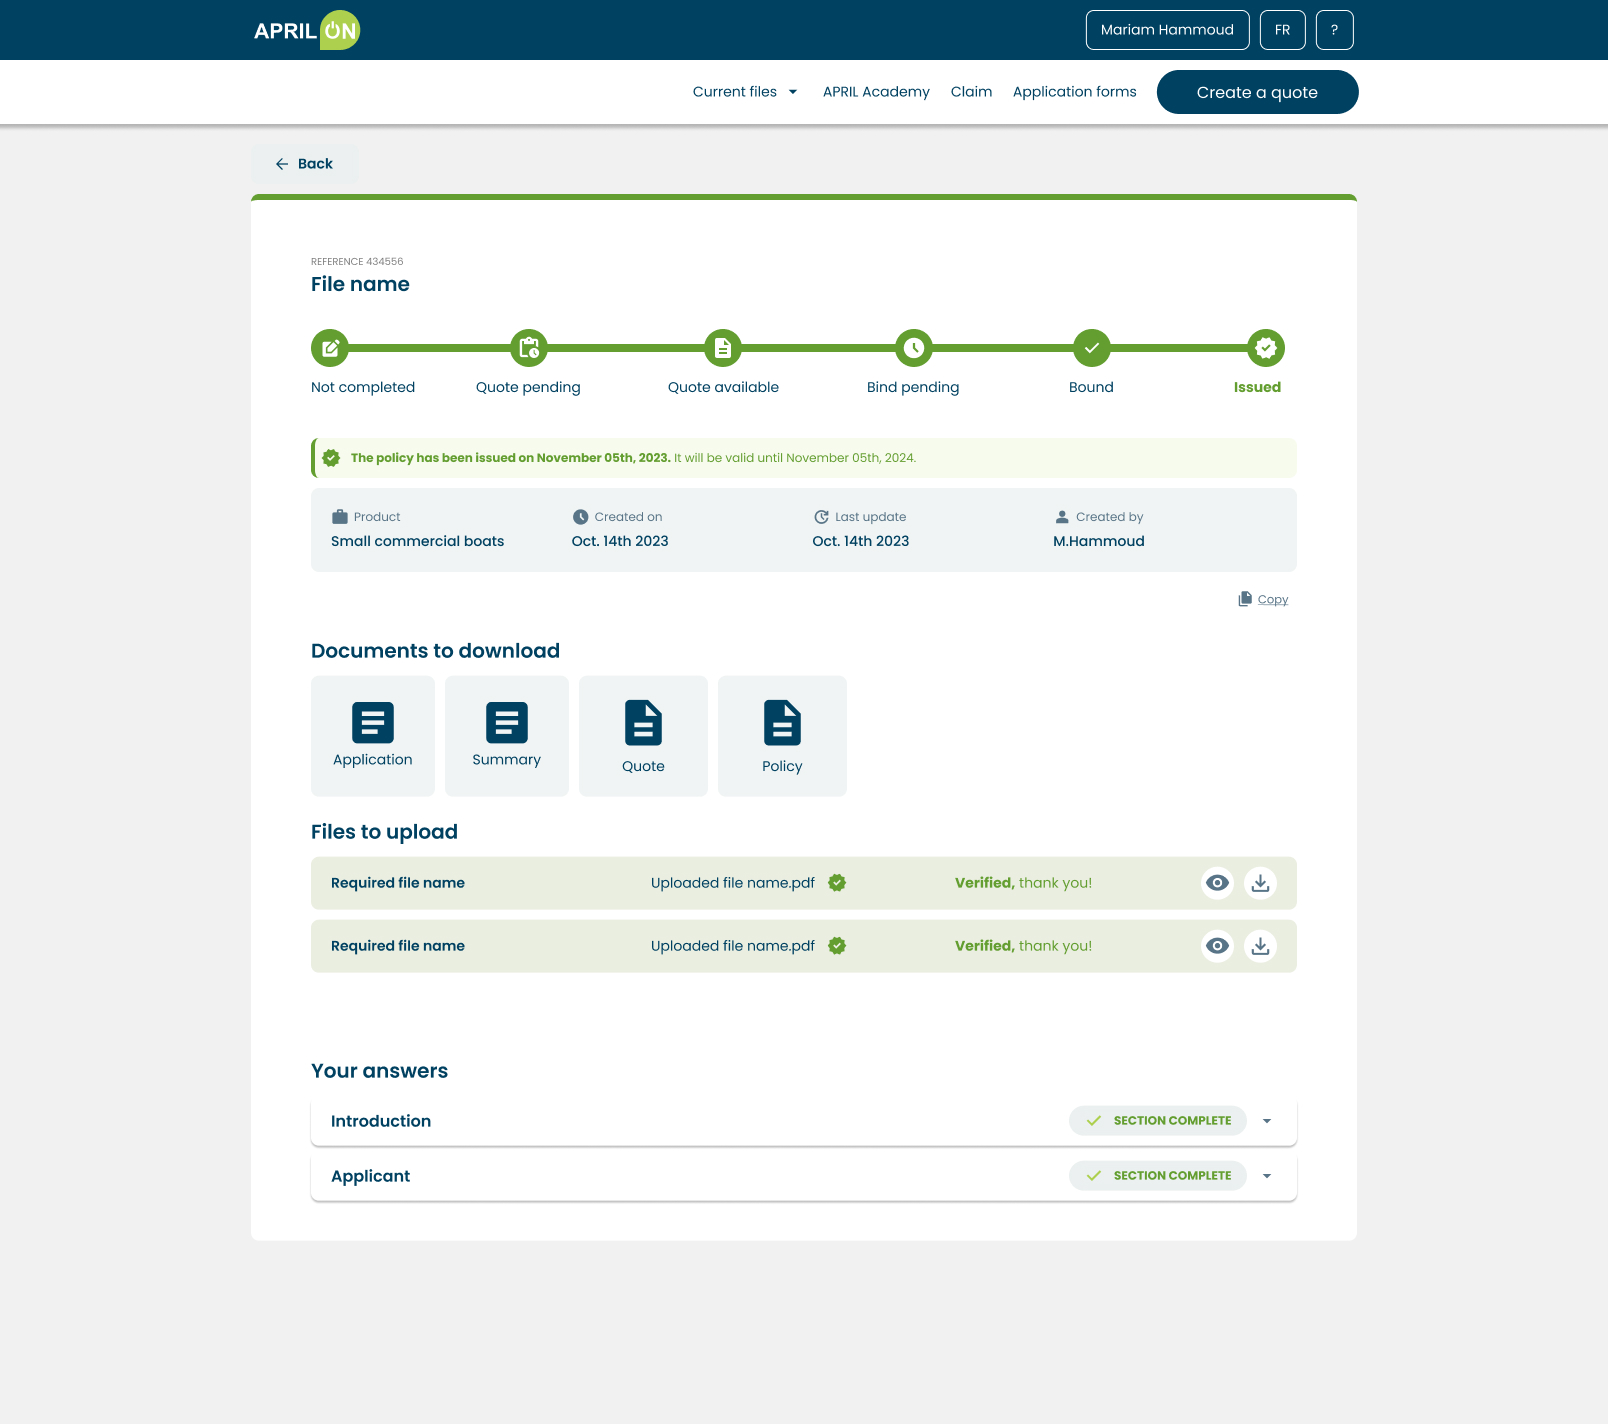 APRIL ON
Mariam Hammoud
FR
?
Current files
APRIL Academy
Claim
Application forms
Create a quote
Back
REFERENCE 434556
File name
Not completed
Quote pending
Quote available
Bind pending
Bound
Issued
The policy has been issued on November 05th, 2023. It will be valid until November 05th, 2024.
Product
Created on
Last update
Created by
Small commercial boats
Oct. 14th 2023
Oct. 14th 2023
M.Hammoud
Copy
Documents to download
Application
Summary
Quote
Policy
Files to upload
Required file name
Uploaded file name.pdf
Verified, thank you!
Required file name
Uploaded file name.pdf
Verified, thank you!
Your answers
Introduction
SECTION COMPLETE
Applicant
SECTION COMPLETE